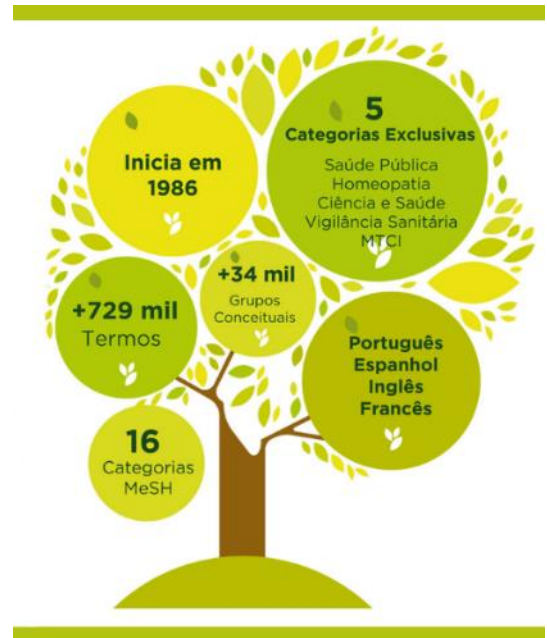 Inicia em
1986
5
Categorias Exclusivas
Saúde Pública
Homeopatia
Ciência e Saúde
Vigilância Sanitária
MTCI
+729 mil
Termos
+34 mil
Grupos
Conceituais
Português
Espanhol
Inglês
Francês
16
Categorias
MeSH